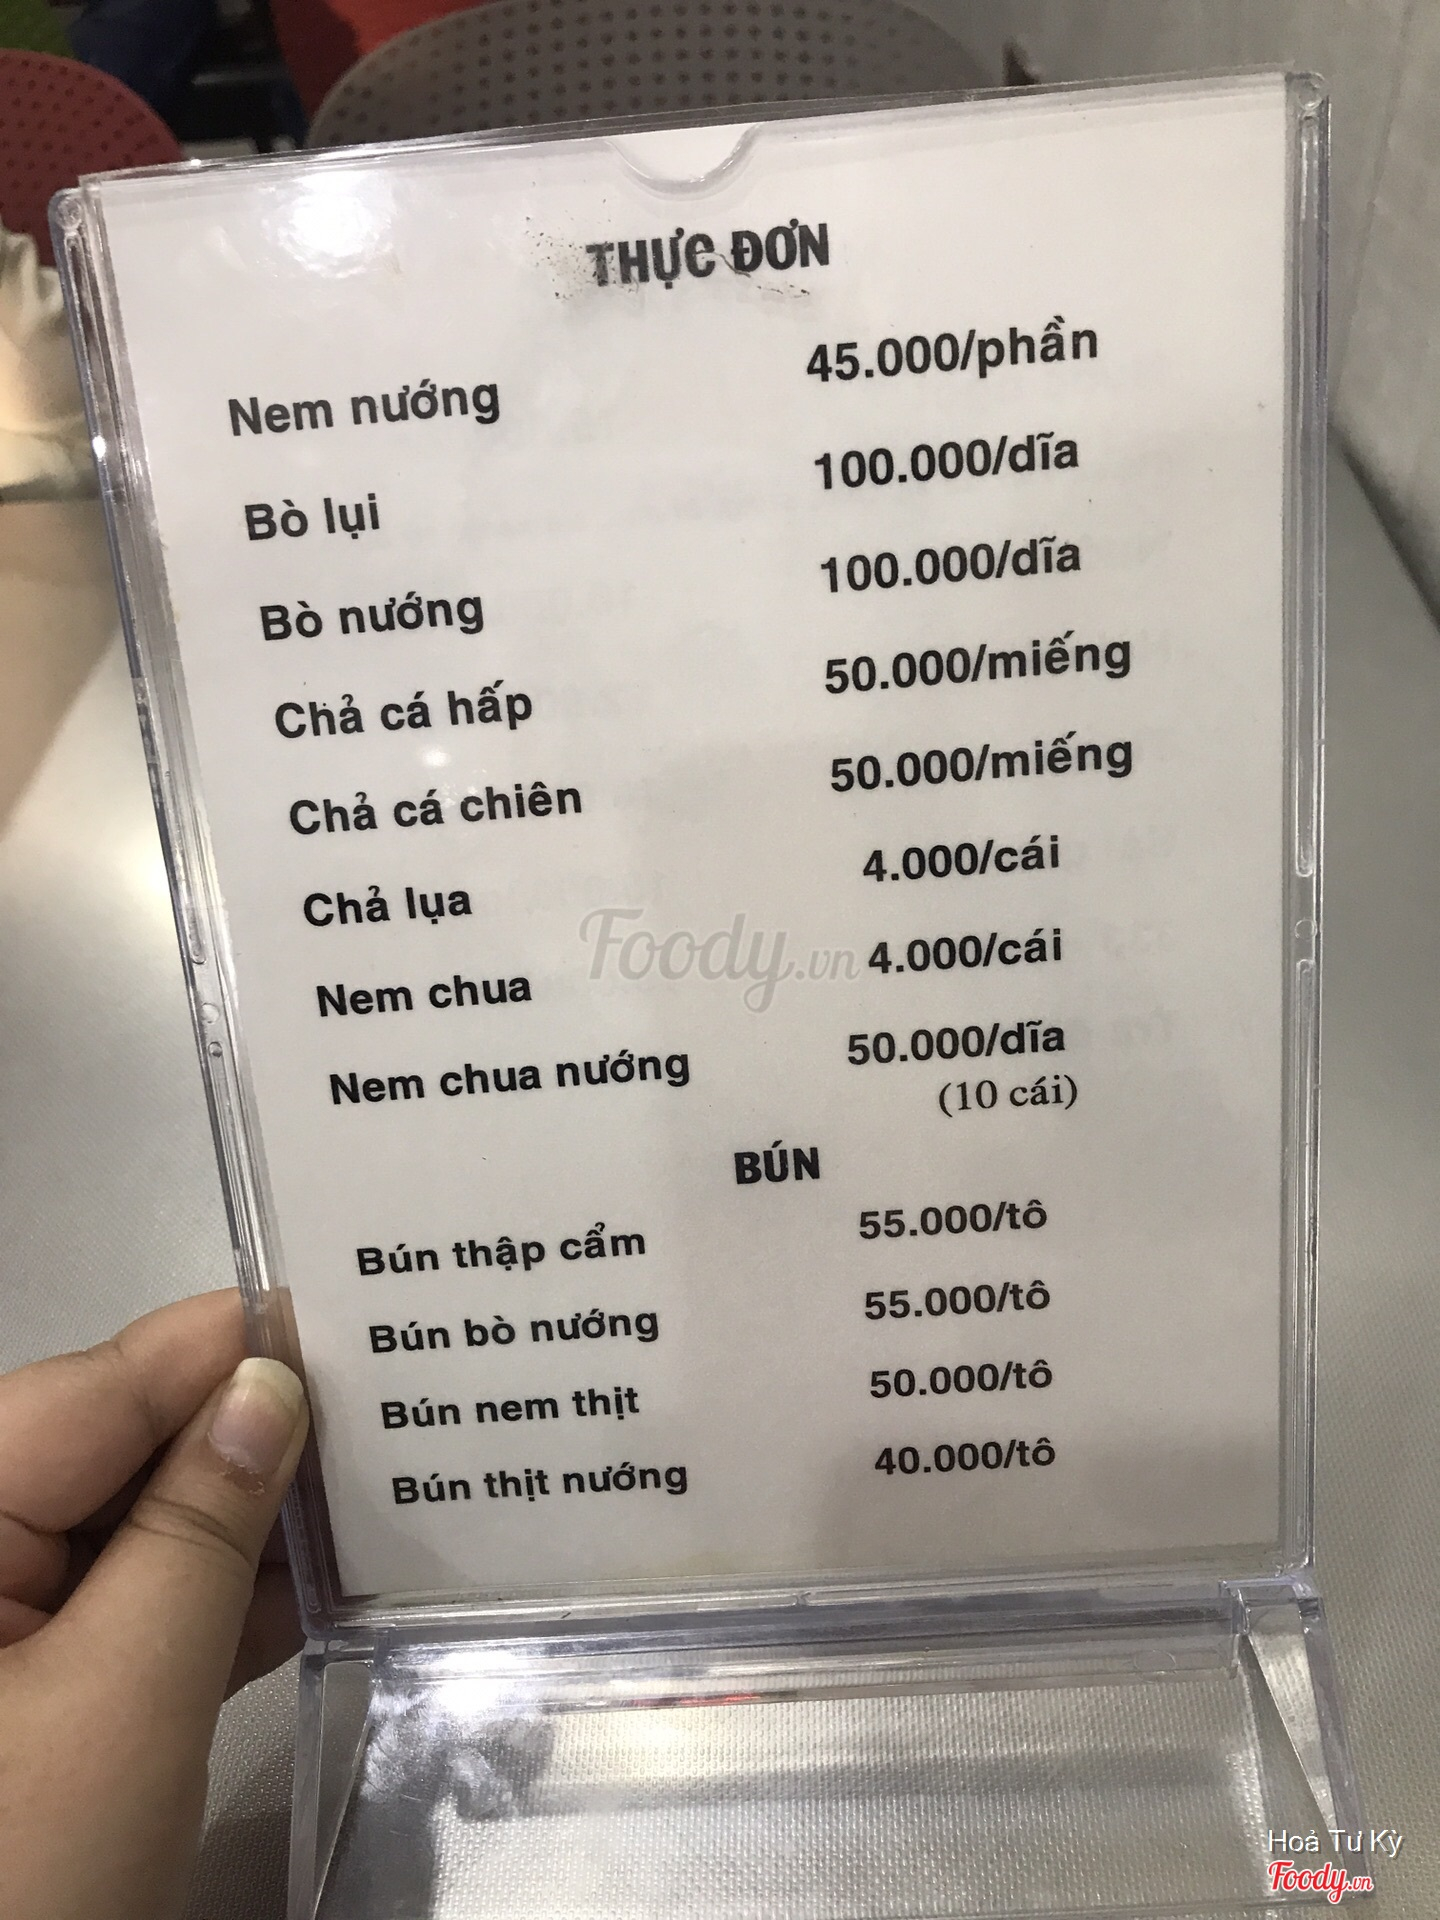 THỰC ĐƠN
Nem nướng 45.000/phần
Bò lụi 100.000/dĩa
Bò nướng 100.000/dĩa
Chả cá hấp 50.000/miếng
Chả cá chiên 50.000/miếng
Chả lụa 4.000/cái
Nem chua 4.000/cái
Nem chua nướng 50.000/dĩa
(10 cái)
BÚN
Bún thập cẩm 55.000/tô
Bún bò nướng 55.000/tô
Bún nem thịt 50.000/tô
Bún thịt nướng 40.000/tô
Foody.vn
Hoả Tư Kỳ
Foody.vn